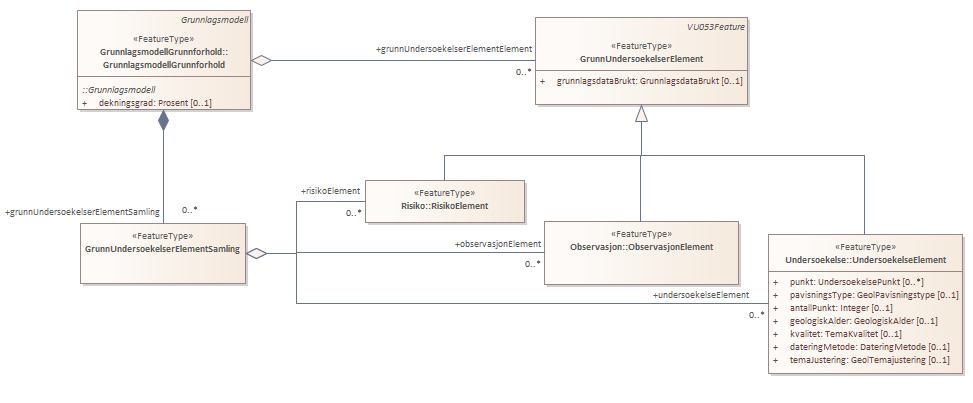 Grunnlagsmodell
«FeatureType»
GrunnlagsmodellGrunnforhold::
GrunnlagsmodellGrunnforhold
::Grunnlagsmodell
+ dekningsgrad: Prosent [0..1]
+grunnUndersoekelserElementElement
0..*
VU053Feature
«FeatureType»
GrunnUndersoekelserElement
+ grunnlagsdataBrukt: GrunnlagsdataBrukt [0..1]
+grunnUndersoekelserElementSamling
0..*
«FeatureType»
GrunnUndersoekelserElementSamling
+risikoElement
0..*
«FeatureType»
Risiko::RisikoElement
+observasjonElement
0..*
«FeatureType»
Observasjon::ObservasjonElement
+undersoekelseElement
0..*
«FeatureType»
Undersoekelse::UndersoekelseElement
+ punkt: UndersoekelsePunkt [0..*]
+ pavisningsType: GeolPavisningstype [0..1]
+ antallPunkt: Integer [0..1]
+ geologiskAlder: GeologiskAlder [0..1]
+ kvalitet: TemaKvalitet [0..1]
+ dateringMetode: DateringMetode [0..1]
+ temaJustering: GeolTemajustering [0..1]